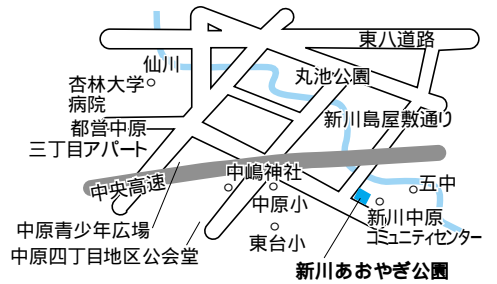 東八道路
仙川
丸池公園
杏林大学
病院
新川島屋敷通り
都営中原
三丁目アパート
中嶋神社
中央高速
五中
中原小
新川中原
コミュニティセンター
中原青少年広場
東台小
中原四丁目地区公会堂
新川あおやぎ公園